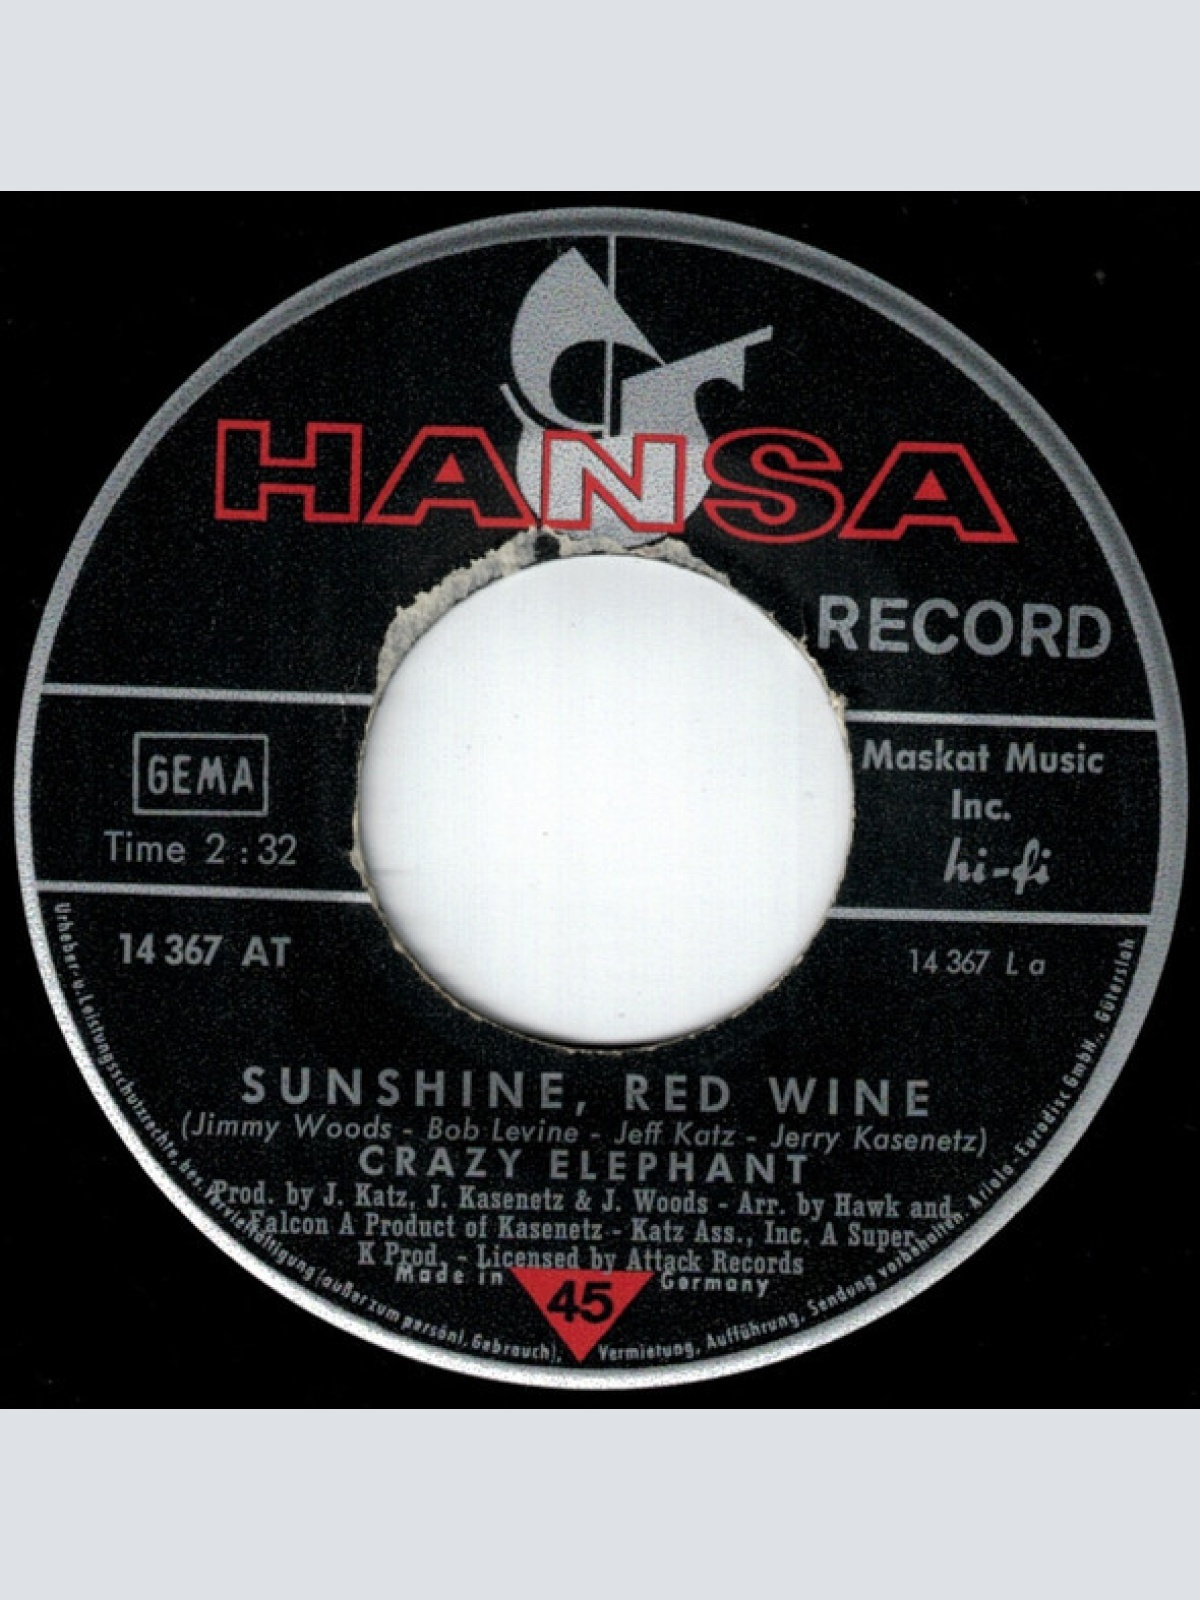 HANSA
RECORD
GEMA
Time 2 : 32
Maskat Music
Inc.
hi-fi
14 367 AT
14 367 L a
SUNSHINE, RED WINE
(Jimmy Woods - Bob Levine - Jeff Katz - Jerry Kasenetz)
CRAZY ELEPHANT
Prod. by J. Katz, J. Kasenetz & J. Woods - Arr. by Hawk and
Falcon A Product of Kasenetz - Katz Ass., Inc. A Super
K Prod. - Licensed by Attack Records
Made in Germany
45
Urheber- u. Leistungsschutzrechte, bes. Vervielfältigung (außer zum persönl. Gebrauch), Vermietung, Aufführung, Sendung vorbehalten. Ariola-Eurodisc GmbH., Gütersloh